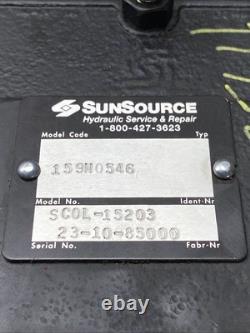 SUNSOURCE
Hydraulic Service & Repair
1-800-427-3623
Model Code Typ
159H0546
Model No. Ident-Nr
SCOL-15203
23-10-85000
Serial No. Fabr-Nr